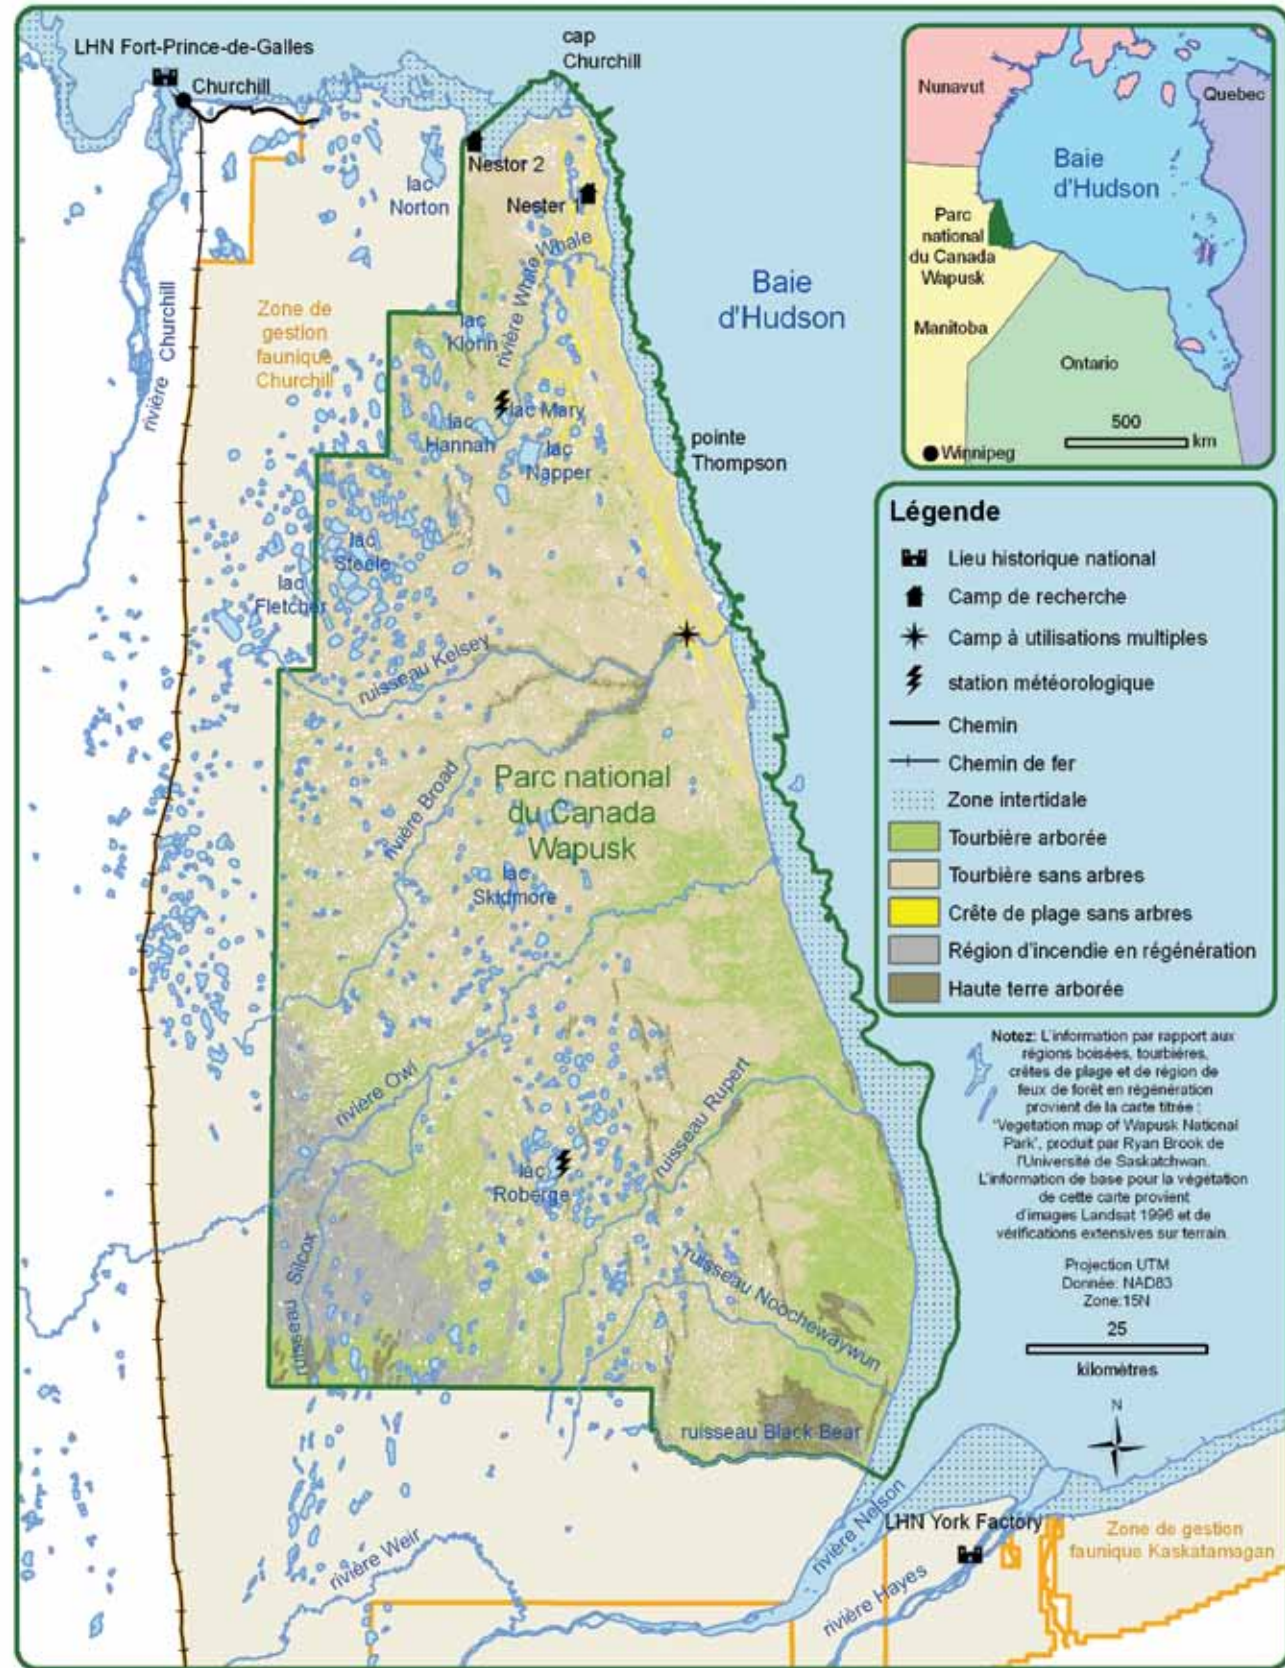 LHN Fort-Prince-de-Galles
Churchill
cap
Churchill
Nestor 2
Nester 1
lac
Norton
rivière White Whale
rivière Churchill
Zone de
gestion
faunique
Churchill
lac
Klohn
Baie
d'Hudson
lac Mary
lac
Hannah
lac
Napper
pointe
Thompson
lac
Steele
lac
Fletcher
ruisseau Kelsey
rivière Broad
Parc national
du Canada
Wapusk
lac
Skidmore
rivière Owl
ruisseau Rupert
lac
Roberge
ruisseau Silcox
ruisseau Noochewaywun
ruisseau Black Bear
rivière Nelson
LHN York Factory
rivière Weir
rivière Hayes
Zone de gestion
faunique Kaskatamagan
Nunavut
Quebec
Baie
d'Hudson
Parc
national
du Canada
Wapusk
Manitoba
Ontario
500
km
Winnipeg
Légende
Lieu historique national
Camp de recherche
Camp à utilisations multiples
station météorologique
Chemin
Chemin de fer
Zone intertidale
Tourbière arborée
Tourbière sans arbres
Crête de plage sans arbres
Région d'incendie en régénération
Haute terre arborée
Notez: L'information par rapport aux
régions boisées, tourbières,
crêtes de plage et de région de
feux de forêt en régénération
provient de la carte titrée :
'Vegetation map of Wapusk National
Park', produit par Ryan Brook de
l'Université de Saskatchwan.
L'information de base pour la végétation
de cette carte provient
d'images Landsat 1996 et de
vérifications extensives sur terrain.
Projection UTM
Donnée: NAD83
Zone:15N
25
kilomètres
N